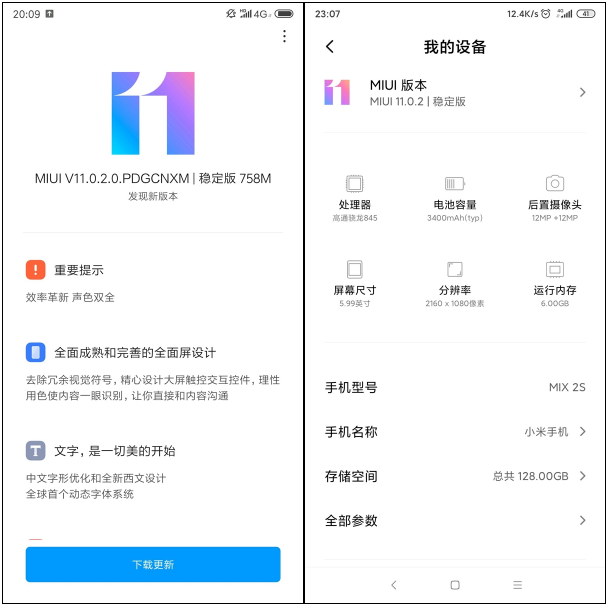 20:09
4G
MIUI V11.0.2.0.PDGCNXM | 稳定版 758M
发现新版本
重要提示
效率革新 声色双全
全面成熟和完善的全面屏设计
去除冗余视觉符号，精心设计大屏触控交互控件，理性
用色使内容一眼识别，让你直接和内容沟通
文字，是一切美的开始
中文字形优化和全新西文设计
全球首个动态字体系统
下载更新
23:07
12.4K/s
4G
41
我的设备
MIUI 版本
MIUI 11.0.2 | 稳定版
处理器
电池容量
后置摄像头
高通骁龙845
3400mAh(typ)
12MP +12MP
屏幕尺寸
分辨率
运行内存
5.99英寸
2160 x 1080像素
6.00GB
手机型号
MIX 2S
手机名称
小米手机
存储空间
总共 128.00GB
全部参数